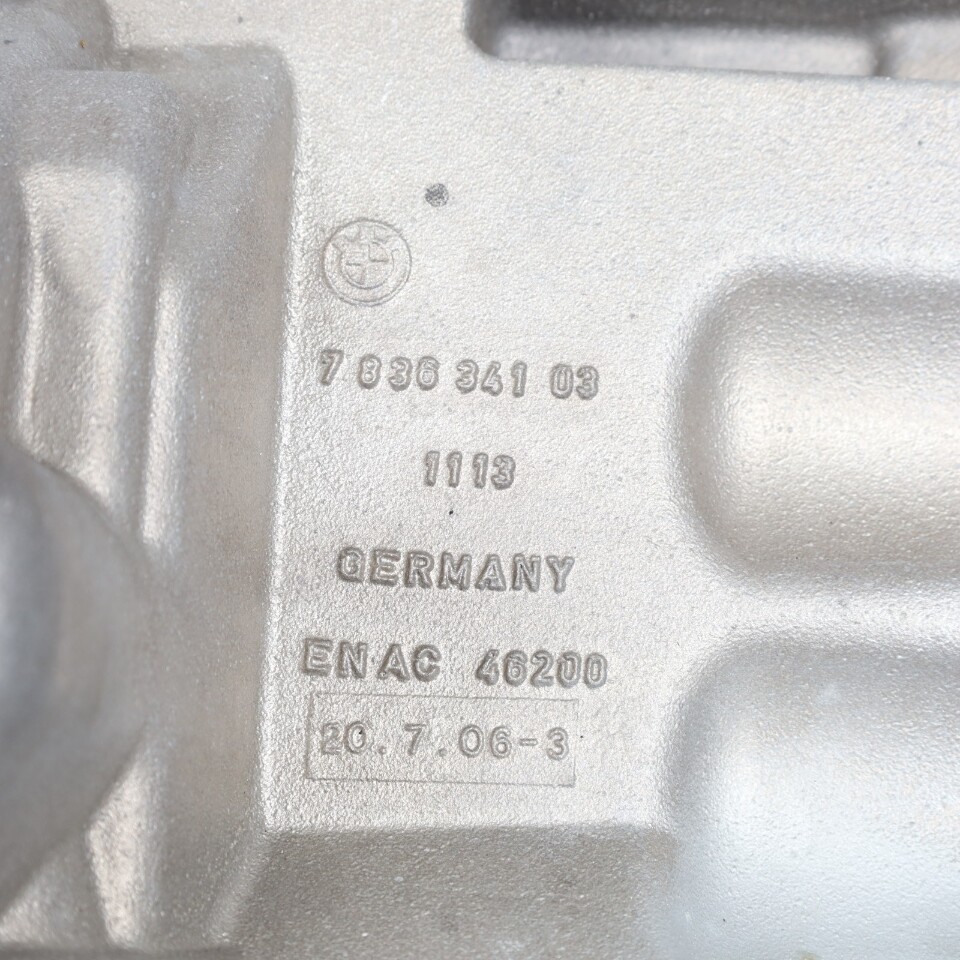 7 836 341 03
1113
GERMANY
EN AC 46200
20.7.06-3